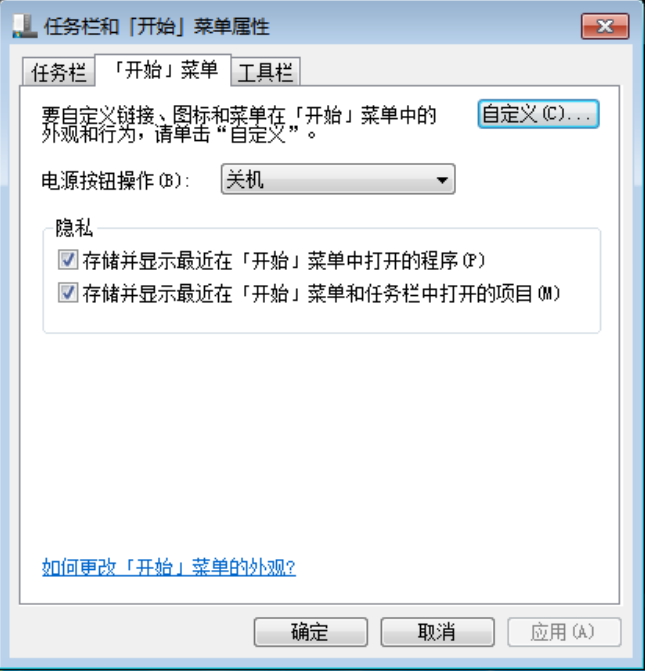 任务栏和「开始」菜单属性
任务栏
「开始」菜单
工具栏
要自定义链接、图标和菜单在「开始」菜单中的
外观和行为，请单击“自定义”。
自定义(C)...
电源按钮操作(B):
关机
隐私
存储并显示最近在「开始」菜单中打开的程序(P)
存储并显示最近在「开始」菜单和任务栏中打开的项目(M)
如何更改「开始」菜单的外观?
确定
取消
应用(A)